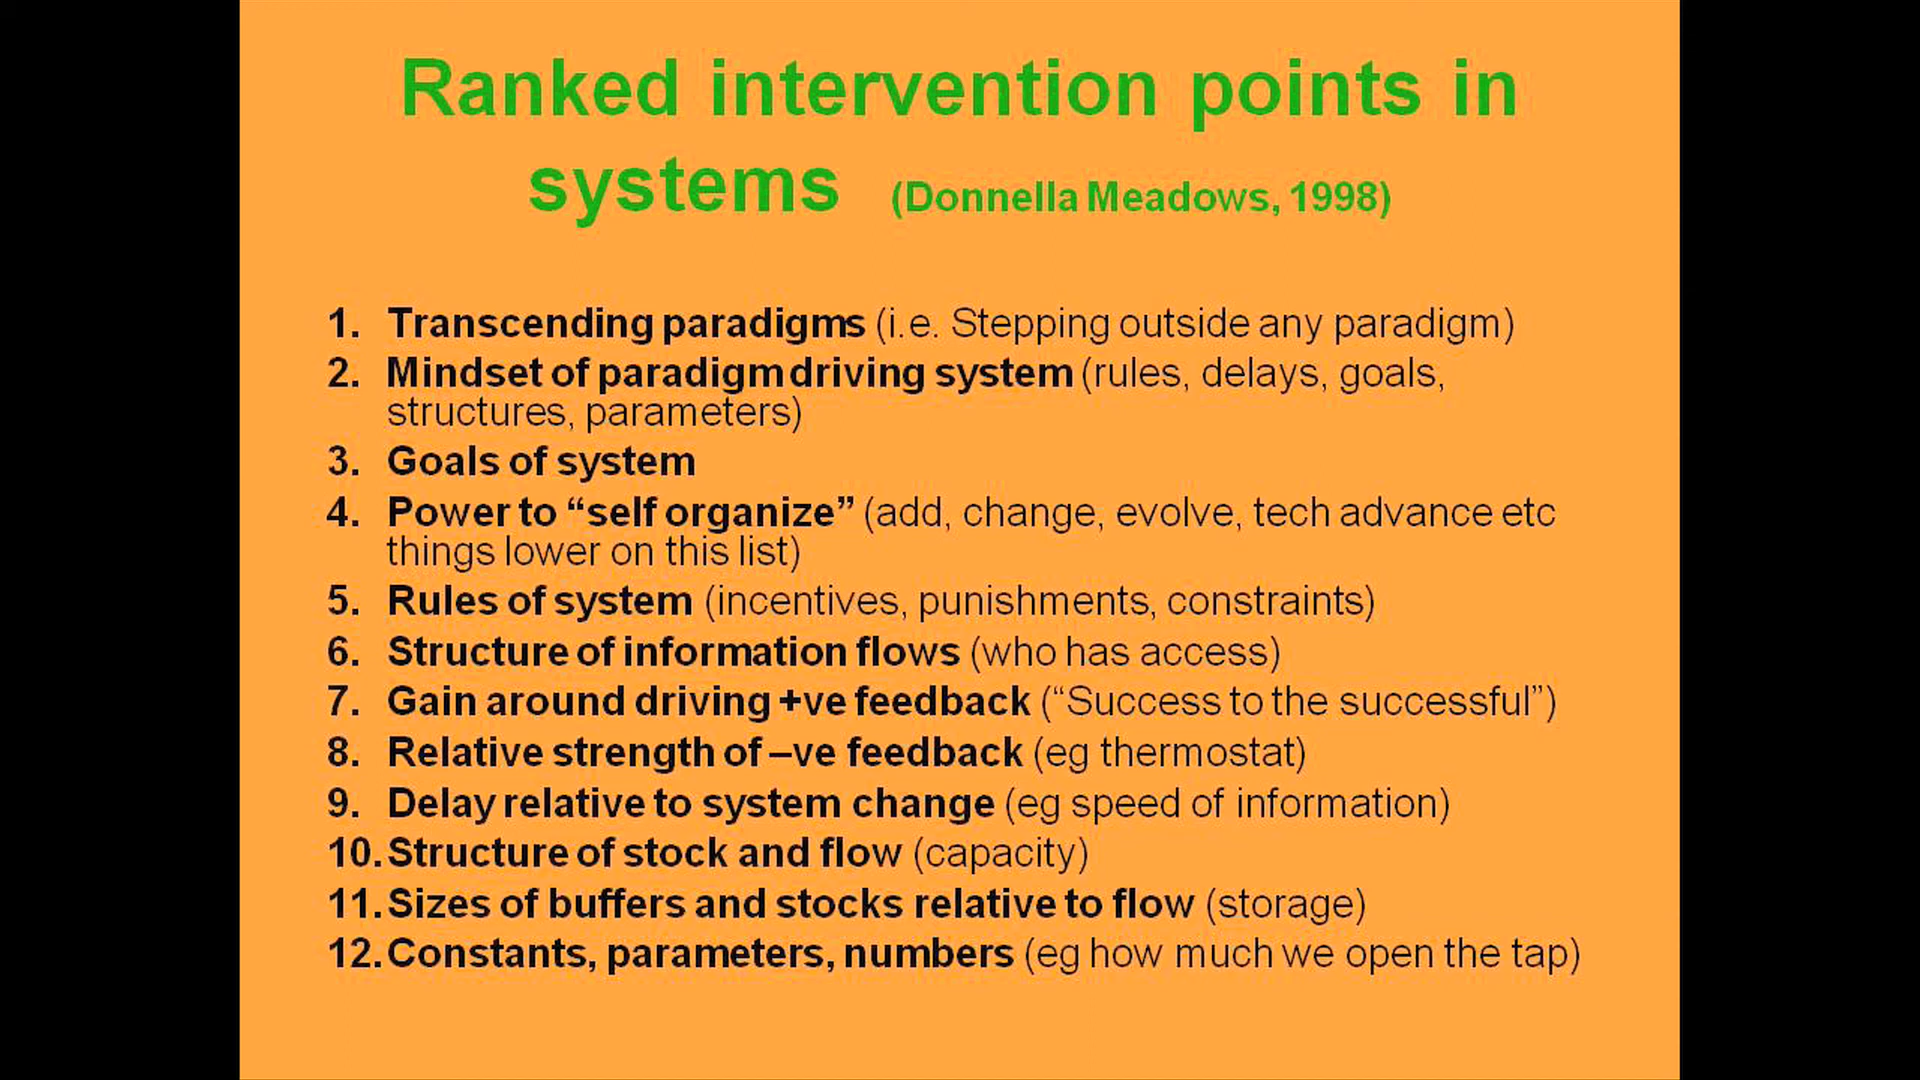 Ranked intervention points in
systems (Donnella Meadows, 1998)
1. Transcending paradigms (i.e. Stepping outside any paradigm)
2. Mindset of paradigm driving system (rules, delays, goals,
structures, parameters)
3. Goals of system
4. Power to “self organize” (add, change, evolve, tech advance etc
things lower on this list)
5. Rules of system (incentives, punishments, constraints)
6. Structure of information flows (who has access)
7. Gain around driving +ve feedback (“Success to the successful”)
8. Relative strength of –ve feedback (eg thermostat)
9. Delay relative to system change (eg speed of information)
10. Structure of stock and flow (capacity)
11. Sizes of buffers and stocks relative to flow (storage)
12. Constants, parameters, numbers (eg how much we open the tap)